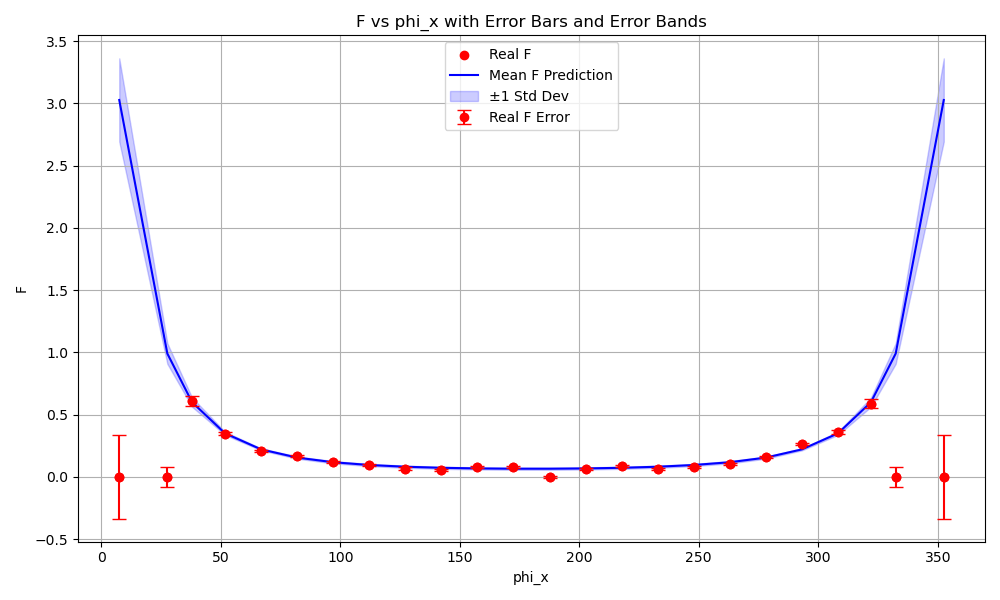 F vs phi_x with Error Bars and Error Bands
Real F
Mean F Prediction
±1 Std Dev
Real F Error
3.5
3.0
2.5
2.0
1.5
1.0
0.5
0.0
−0.5
F
0 50 100 150 200 250 300 350
phi_x